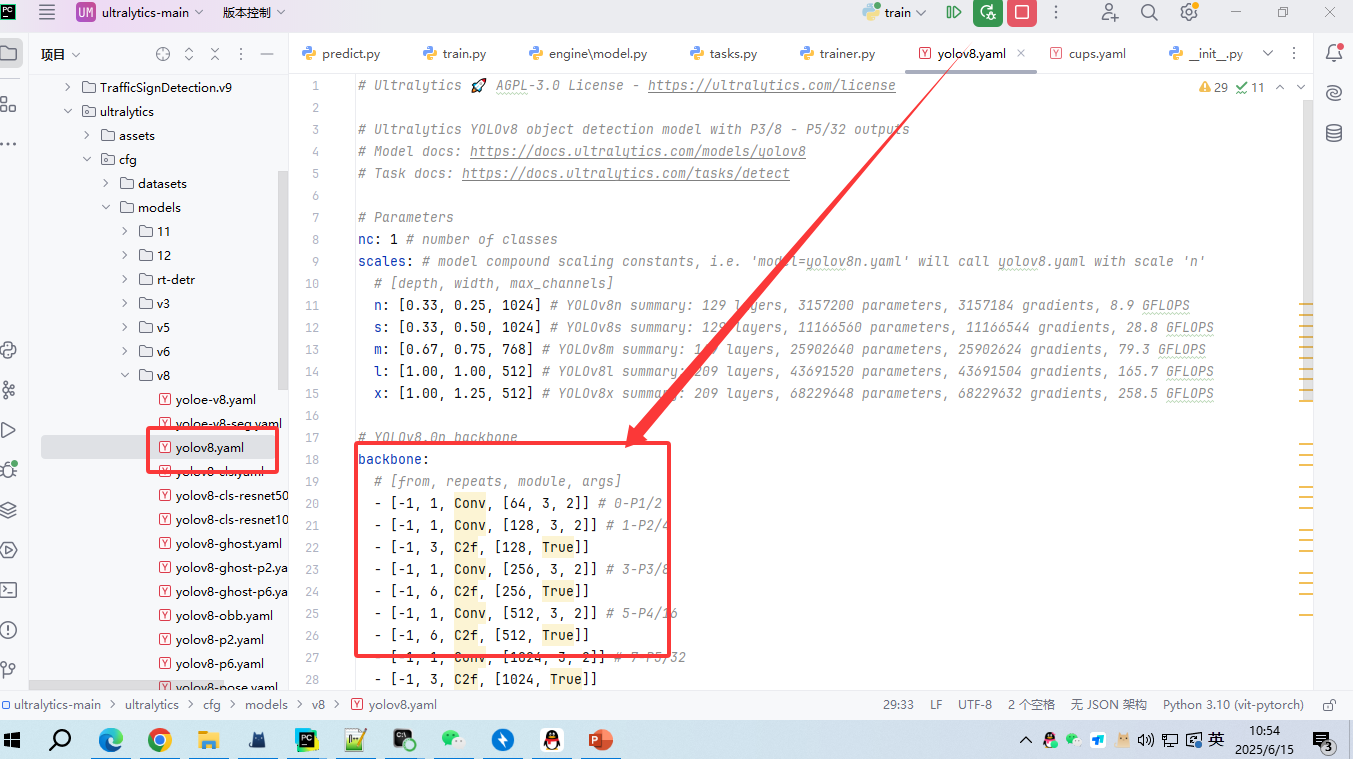 PC
UM ultralytics-main 版本控制 train
项目
predict.py train.py engine\model.py tasks.py trainer.py yolov8.yaml cups.yaml __init__.py
TrafficSignDetection.v9
ultralytics
assets
cfg
datasets
models
11
12
rt-detr
v3
v5
v6
v8
yoloe-v8.yaml
yoloe-v8-seg.yaml
yolov8.yaml
yolov8-cls.yaml
yolov8-cls-resnet50
yolov8-cls-resnet10
yolov8-ghost.yaml
yolov8-ghost-p2.ya
yolov8-ghost-p6.ya
yolov8-obb.yaml
yolov8-p2.yaml
yolov8-p6.yaml
yolov8-pose.yaml
29 11
1 # Ultralytics 🚀 AGPL-3.0 License - https://ultralytics.com/license
2
3 # Ultralytics YOLOv8 object detection model with P3/8 - P5/32 outputs
4 # Model docs: https://docs.ultralytics.com/models/yolov8
5 # Task docs: https://docs.ultralytics.com/tasks/detect
6
7 # Parameters
8 nc: 1 # number of classes
9 scales: # model compound scaling constants, i.e. 'model=yolov8n.yaml' will call yolov8.yaml with scale 'n'
10 # [depth, width, max_channels]
11 n: [0.33, 0.25, 1024] # YOLOv8n summary: 129 layers, 3157200 parameters, 3157184 gradients, 8.9 GFLOPS
12 s: [0.33, 0.50, 1024] # YOLOv8s summary: 129 layers, 11166560 parameters, 11166544 gradients, 28.8 GFLOPS
13 m: [0.67, 0.75, 768] # YOLOv8m summary: layers, 25902640 parameters, 25902624 gradients, 79.3 GFLOPS
14 l: [1.00, 1.00, 512] # YOLOv8l summary: 209 layers, 43691520 parameters, 43691504 gradients, 165.7 GFLOPS
15 x: [1.00, 1.25, 512] # YOLOv8x summary: 209 layers, 68229648 parameters, 68229632 gradients, 258.5 GFLOPS
16
17 # YOLOv8.0n backbone
18 backbone:
19 # [from, repeats, module, args]
20 - [-1, 1, Conv, [64, 3, 2]] # 0-P1/2
21 - [-1, 1, Conv, [128, 3, 2]] # 1-P2/4
22 - [-1, 3, C2f, [128, True]]
23 - [-1, 1, Conv, [256, 3, 2]] # 3-P3/8
24 - [-1, 6, C2f, [256, True]]
25 - [-1, 1, Conv, [512, 3, 2]] # 5-P4/16
26 - [-1, 6, C2f, [512, True]]
27 - [-1, 1, Conv, [1024, 3, 2]] # 7-P5/32
28 - [-1, 3, C2f, [1024, True]]
ultralytics-main > ultralytics > cfg > models > v8 > yolov8.yaml
29:33 LF UTF-8 2 个空格 无 JSON 架构 Python 3.10 (vit-pytorch)
英 10:54
2025/6/15
3